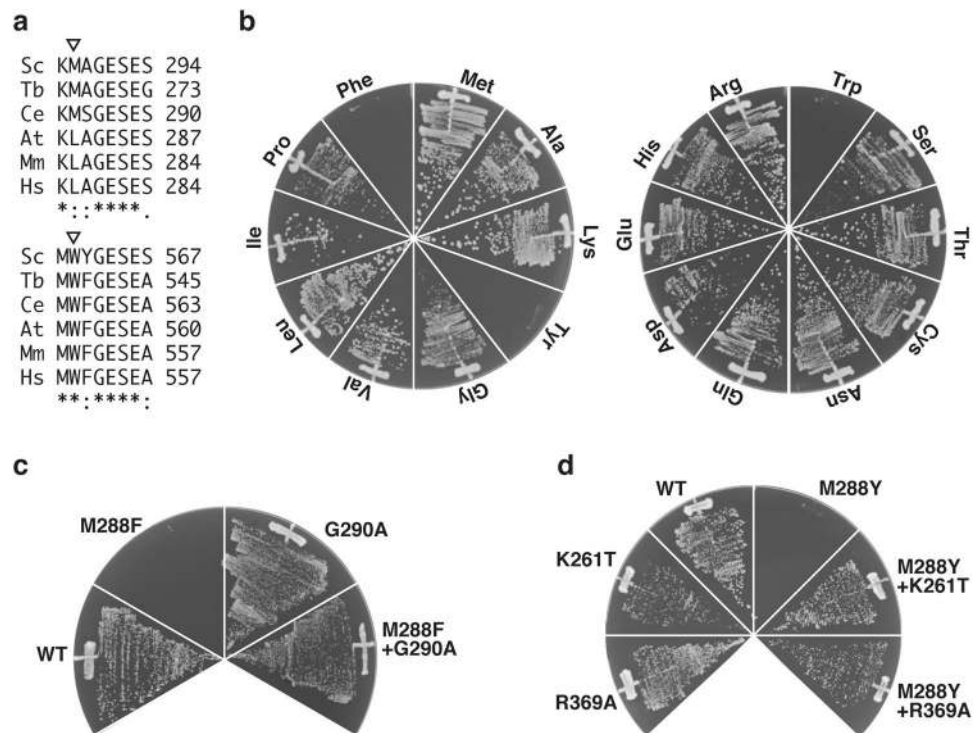 a
Sc KMAGESES 294
Tb KMAGESEG 273
Ce KMSGESES 290
At KLAGESES 287
Mm KLAGESES 284
Hs KLAGESES 284
*::****.
Sc MWYGESES 567
Tb MWFGESEA 545
Ce MWFGESEA 563
At MWFGESEA 560
Mm MWFGESEA 557
Hs MWFGESEA 557
**:****:
b
Phe
Met
Ala
Lys
Tyr
Gly
Val
Leu
Ile
Pro
Arg
Trp
Ser
Thr
Cys
Asn
Gln
Asp
Glu
His
c
M288F
G290A
WT
M288F
+G290A
d
WT
M288Y
K261T
M288Y
+K261T
R369A
M288Y
+R369A